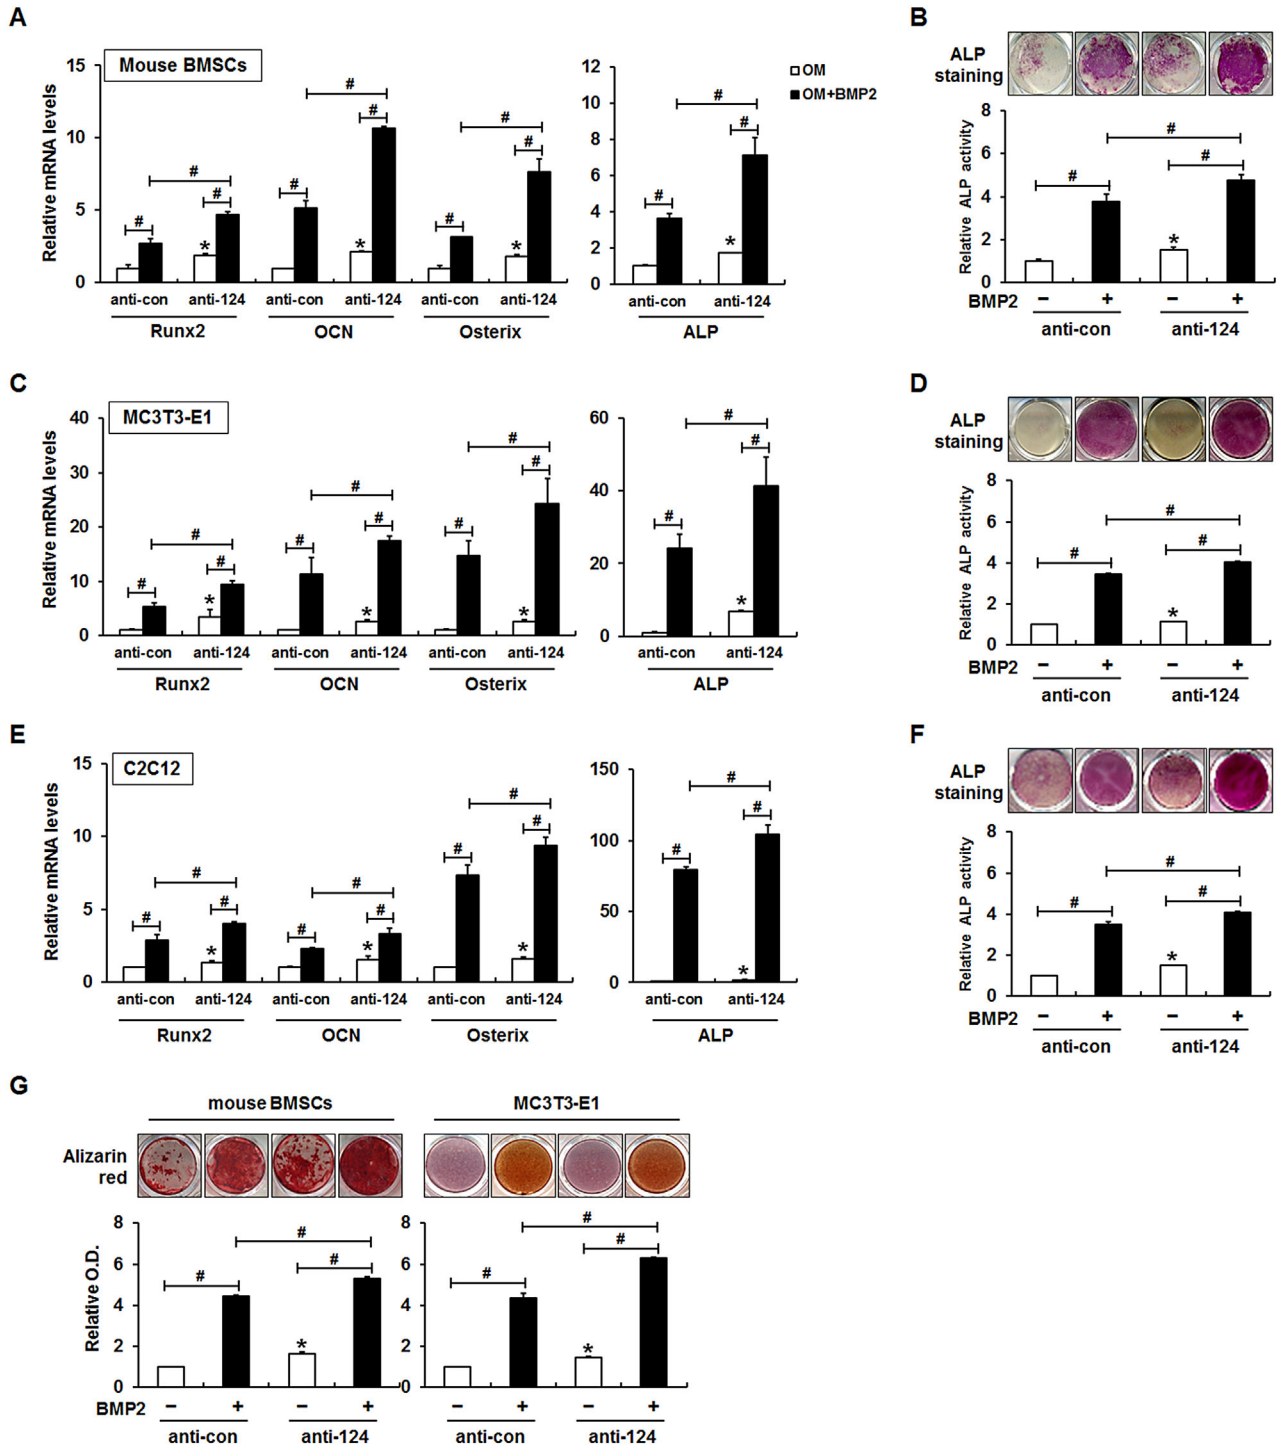 A
Mouse BMSCs
Relative mRNA levels
15
10
5
0
# # # # # # # # #
* * *
anti-con anti-124 anti-con anti-124 anti-con anti-124
Runx2 OCN Osterix
12
10
8
6
4
2
0
# # #
*
anti-con anti-124
ALP
OM
OM+BMP2
B
ALP
staining
Relative ALP activity
8
6
4
2
0
# # #
*
BMP2 − + − +
anti-con anti-124
C
MC3T3-E1
Relative mRNA levels
40
30
20
10
0
# # # # # # # # #
* * *
anti-con anti-124 anti-con anti-124 anti-con anti-124
Runx2 OCN Osterix
60
40
20
0
# # #
*
anti-con anti-124
ALP
D
ALP
staining
Relative ALP activity
8
6
4
2
0
# # #
*
BMP2 − + − +
anti-con anti-124
E
C2C12
Relative mRNA levels
15
10
5
0
# # # # # # # # #
* * *
anti-con anti-124 anti-con anti-124 anti-con anti-124
Runx2 OCN Osterix
150
100
50
0
# # #
*
anti-con anti-124
ALP
F
ALP
staining
Relative ALP activity
8
6
4
2
0
# # #
*
BMP2 − + − +
anti-con anti-124
G
mouse BMSCs MC3T3-E1
Alizarin
red
Relative O.D.
8
6
4
2
0
# # #
*
BMP2 − + − +
anti-con anti-124
8
6
4
2
0
# # #
*
− + − +
anti-con anti-124